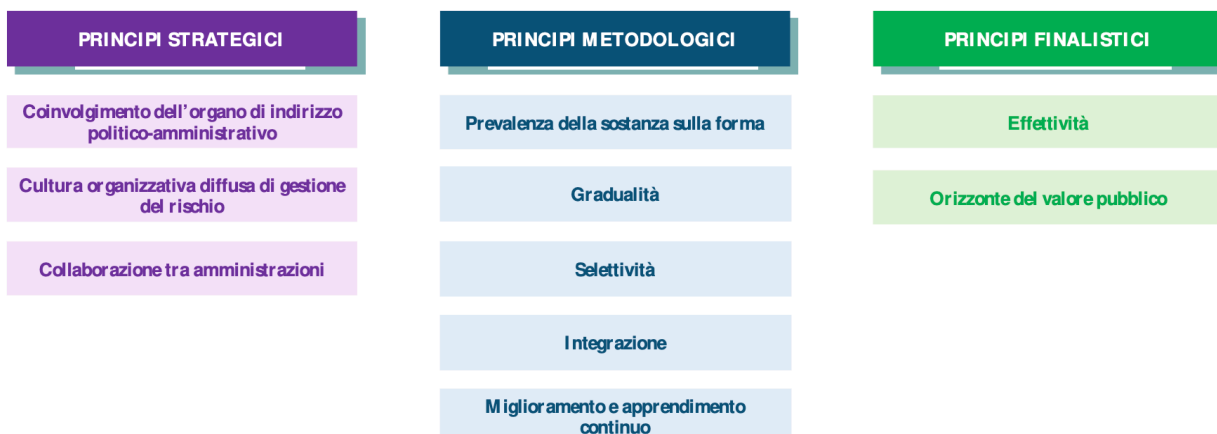 PRINCIPI STRATEGICI
Coinvolgimento dell'organo di indirizzo
politico-amministrativo
Cultura organizzativa diffusa di gestione
del rischio
Collaborazione tra amministrazioni
PRINCIPI METODOLOGICI
Prevalenza della sostanza sulla forma
Gradualità
Selettività
Integrazione
Miglioramento e apprendimento
continuo
PRINCIPI FINALISTICI
Effettività
Orizzonte del valore pubblico